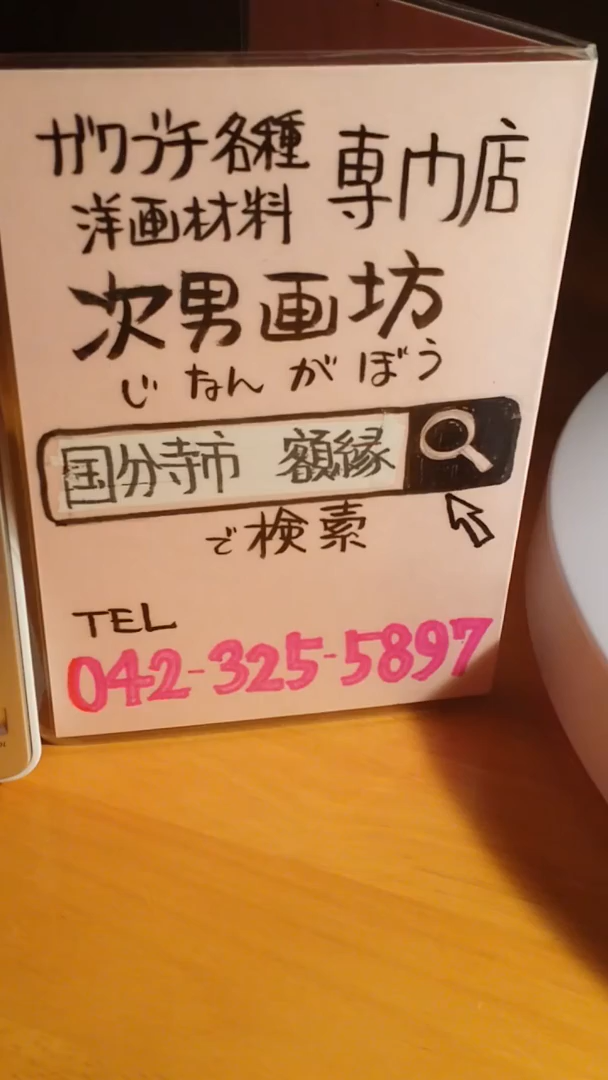 ガクブチ各種
洋画材料
専門店
次男画坊
じなんがぼう
国分寺市 額縁
で検索
TEL
042-325-5897